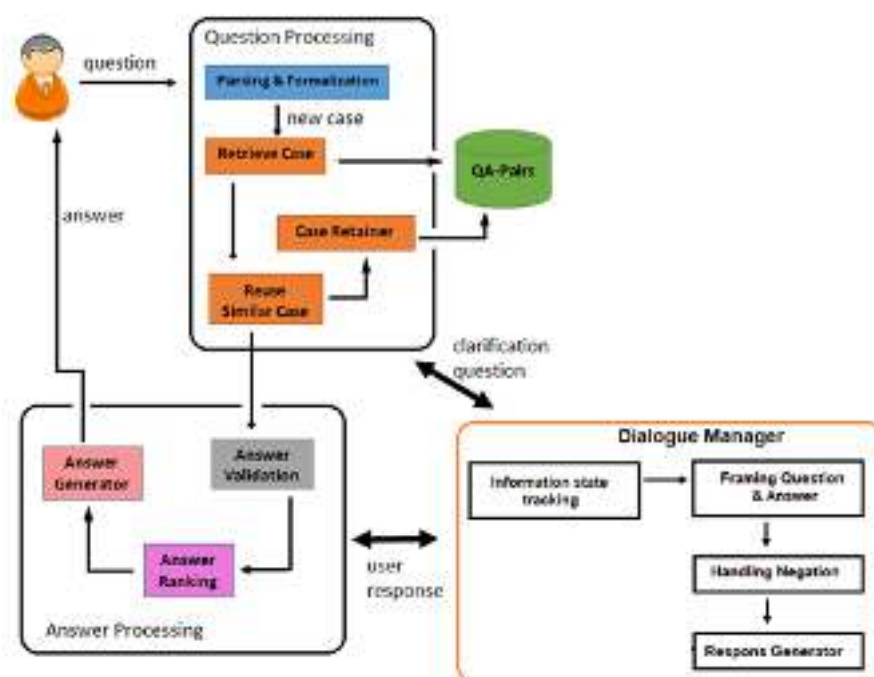 Question Processing
question
Parsing & Formalization
new case
Retrieve Case
QA-Pairs
answer
Case Retainer
Reuse
Similar Case
clarification
question
Dialogue Manager
Answer
Generator
Answer
Validation
Information state
tracking
Framing Question
& Answer
Answer
Ranking
user
response
Handling Negation
Answer Processing
Respons Generator